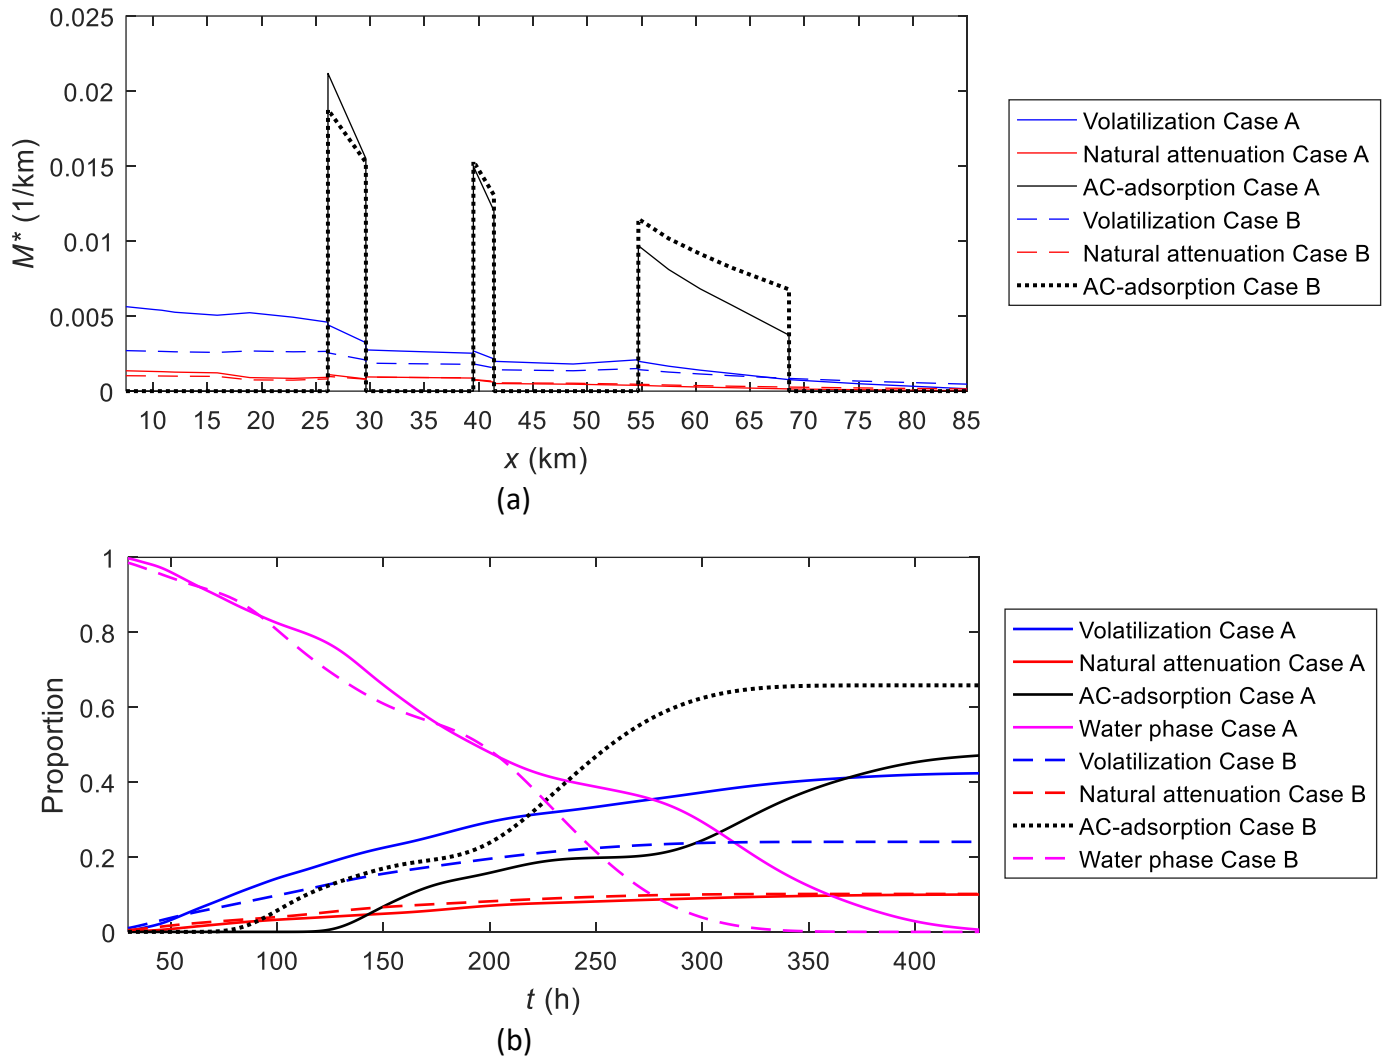 0.025
0.02
0.015
0.01
0.005
0
M* (1/km)
10 15 20 25 30 35 40 45 50 55 60 65 70 75 80 85
x (km)
(a)
Volatilization Case A
Natural attenuation Case A
AC-adsorption Case A
Volatilization Case B
Natural attenuation Case B
AC-adsorption Case B
1
0.8
0.6
0.4
0.2
0
Proportion
50 100 150 200 250 300 350 400
t (h)
(b)
Volatilization Case A
Natural attenuation Case A
AC-adsorption Case A
Water phase Case A
Volatilization Case B
Natural attenuation Case B
AC-adsorption Case B
Water phase Case B